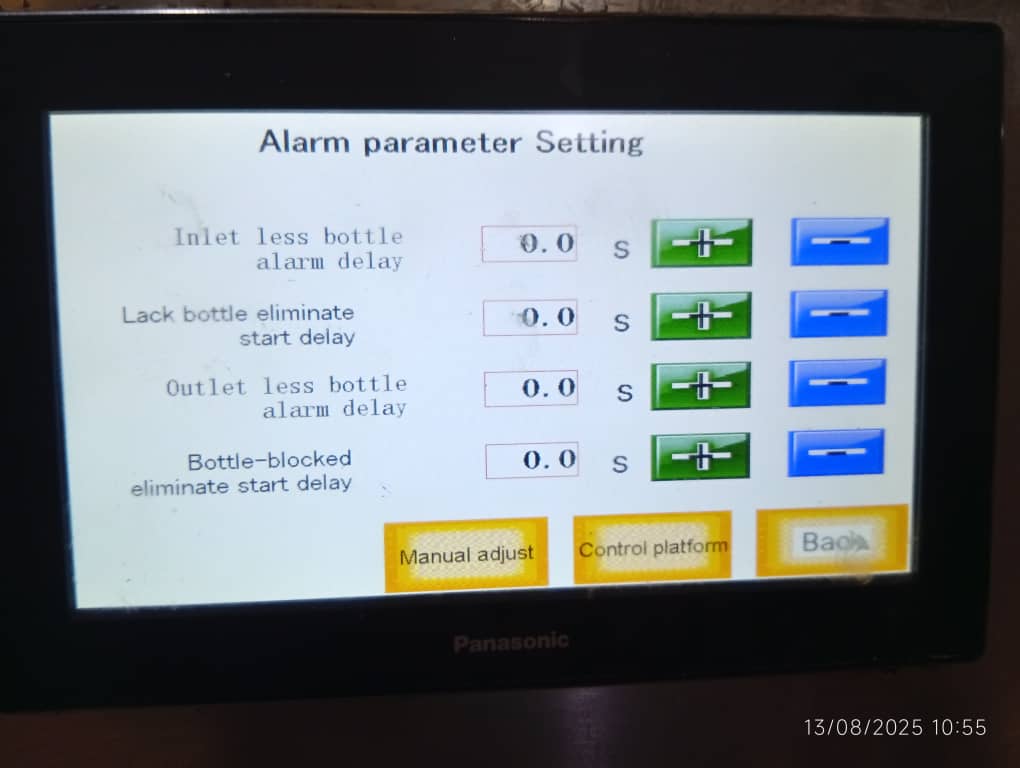 Alarm parameter Setting
Inlet less bottle
alarm delay
0.0 S + −
Lack bottle eliminate
start delay
0.0 S + −
Outlet less bottle
alarm delay
0.0 S + −
Bottle-blocked
eliminate start delay
0.0 S + −
Manual adjust
Control platform
Back
Panasonic
13/08/2025 10:55